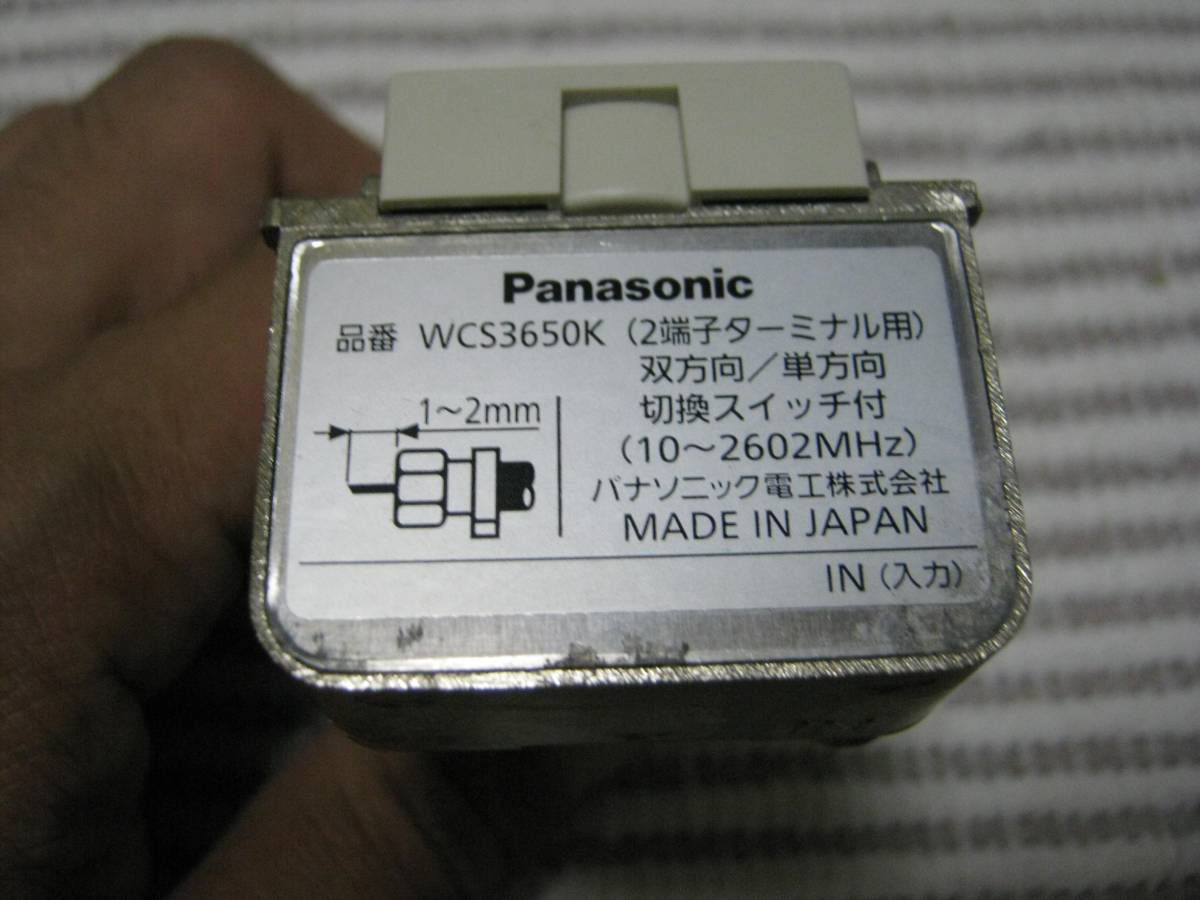 Panasonic
品番 WCS3650K（2端子ターミナル用）
双方向／単方向
1～2mm
切換スイッチ付
（10～2602MHz）
パナソニック電工株式会社
MADE IN JAPAN
IN（入力）